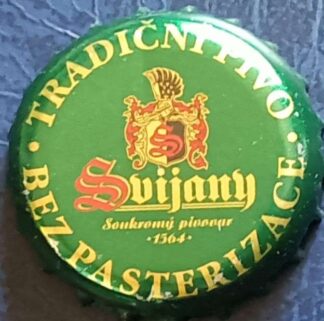 · TRADIČNÍ PIVO ·
S
Svijany
Soukromý pivovar
·1564·
BEZ PASTERIZACE